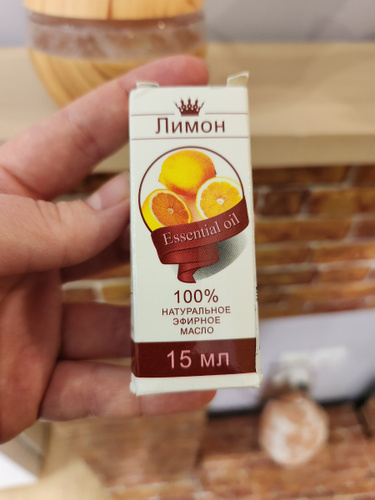 Лимон
Essential oil
100%
НАТУРАЛЬНОЕ
ЭФИРНОЕ
МАСЛО
15 мл